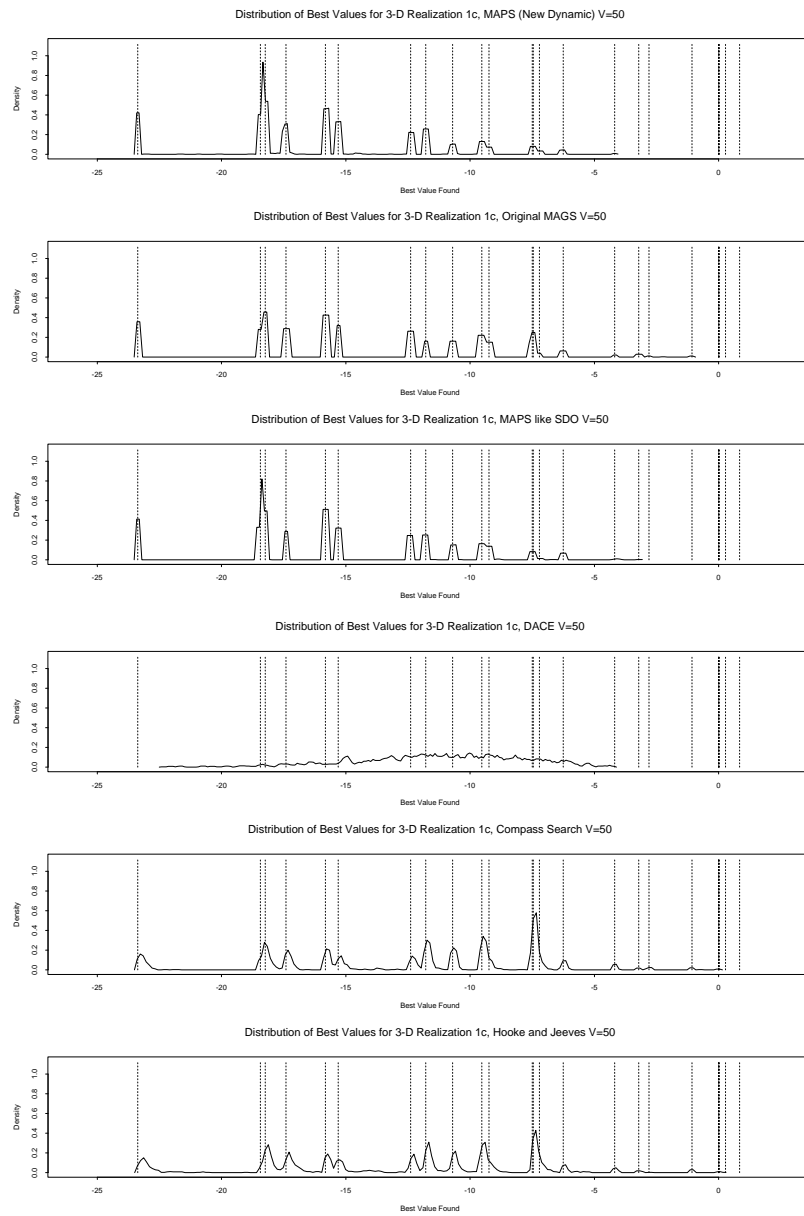 Distribution of Best Values for 3-D Realization 1c, MAPS (New Dynamic) V=50
Density
0.0 0.2 0.4 0.6 0.8 1.0
-25 -20 -15 -10 -5 0
Best Value Found
Distribution of Best Values for 3-D Realization 1c, Original MAGS V=50
Density
0.0 0.2 0.4 0.6 0.8 1.0
-25 -20 -15 -10 -5 0
Best Value Found
Distribution of Best Values for 3-D Realization 1c, MAPS like SDO V=50
Density
0.0 0.2 0.4 0.6 0.8 1.0
-25 -20 -15 -10 -5 0
Best Value Found
Distribution of Best Values for 3-D Realization 1c, DACE V=50
Density
0.0 0.2 0.4 0.6 0.8 1.0
-25 -20 -15 -10 -5 0
Best Value Found
Distribution of Best Values for 3-D Realization 1c, Compass Search V=50
Density
0.0 0.2 0.4 0.6 0.8 1.0
-25 -20 -15 -10 -5 0
Best Value Found
Distribution of Best Values for 3-D Realization 1c, Hooke and Jeeves V=50
Density
0.0 0.2 0.4 0.6 0.8 1.0
-25 -20 -15 -10 -5 0
Best Value Found